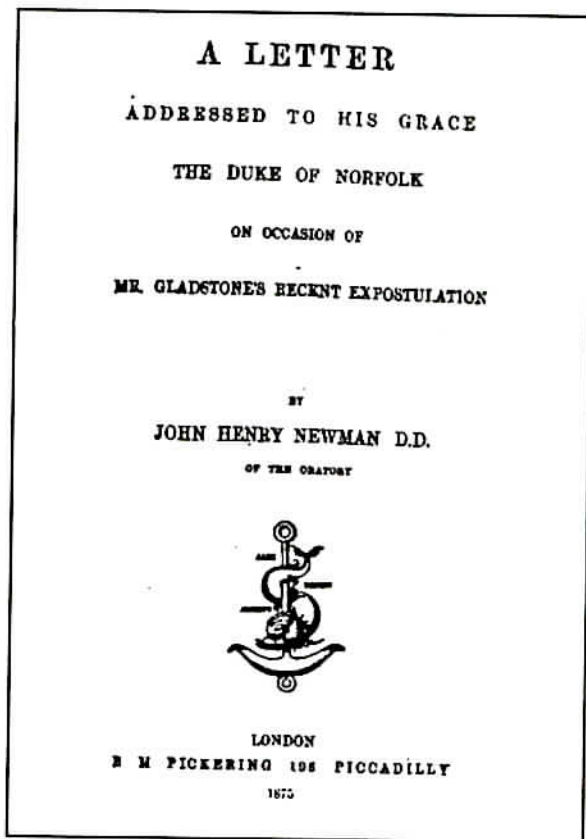 A LETTER
ADDRESSED TO HIS GRACE
THE DUKE OF NORFOLK
ON OCCASION OF
MR. GLADSTONE'S RECENT EXPOSTULATION
BY
JOHN HENRY NEWMAN D.D.
OF THE ORATORY
LONDON
B M PICKERING 196 PICCADILLY
1875